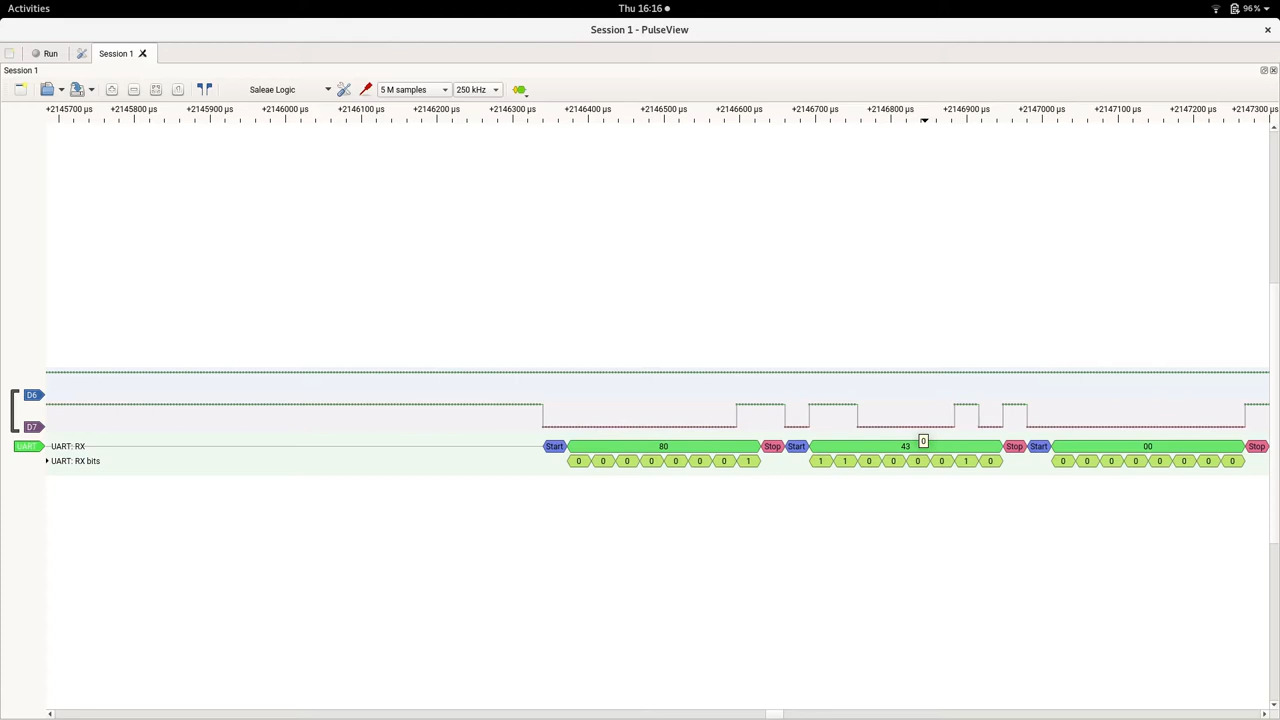 Activities
Thu 16:16
96%
Session 1 - PulseView
Run
Session 1
Session 1
Saleae Logic
5 M samples
250 kHz
+2145700 µs +2145800 µs +2145900 µs +2146000 µs +2146100 µs +2146200 µs +2146300 µs +2146400 µs +2146500 µs +2146600 µs +2146700 µs +2146800 µs +2146900 µs +2147000 µs +2147100 µs +2147200 µs +2147300 µs
D6
D7
UART UART: RX Start 80 Stop Start 43 0 Stop Start 00 Stop
UART: RX bits 0 0 0 0 0 0 0 1 1 1 0 0 0 0 1 0 0 0 0 0 0 0 0 0